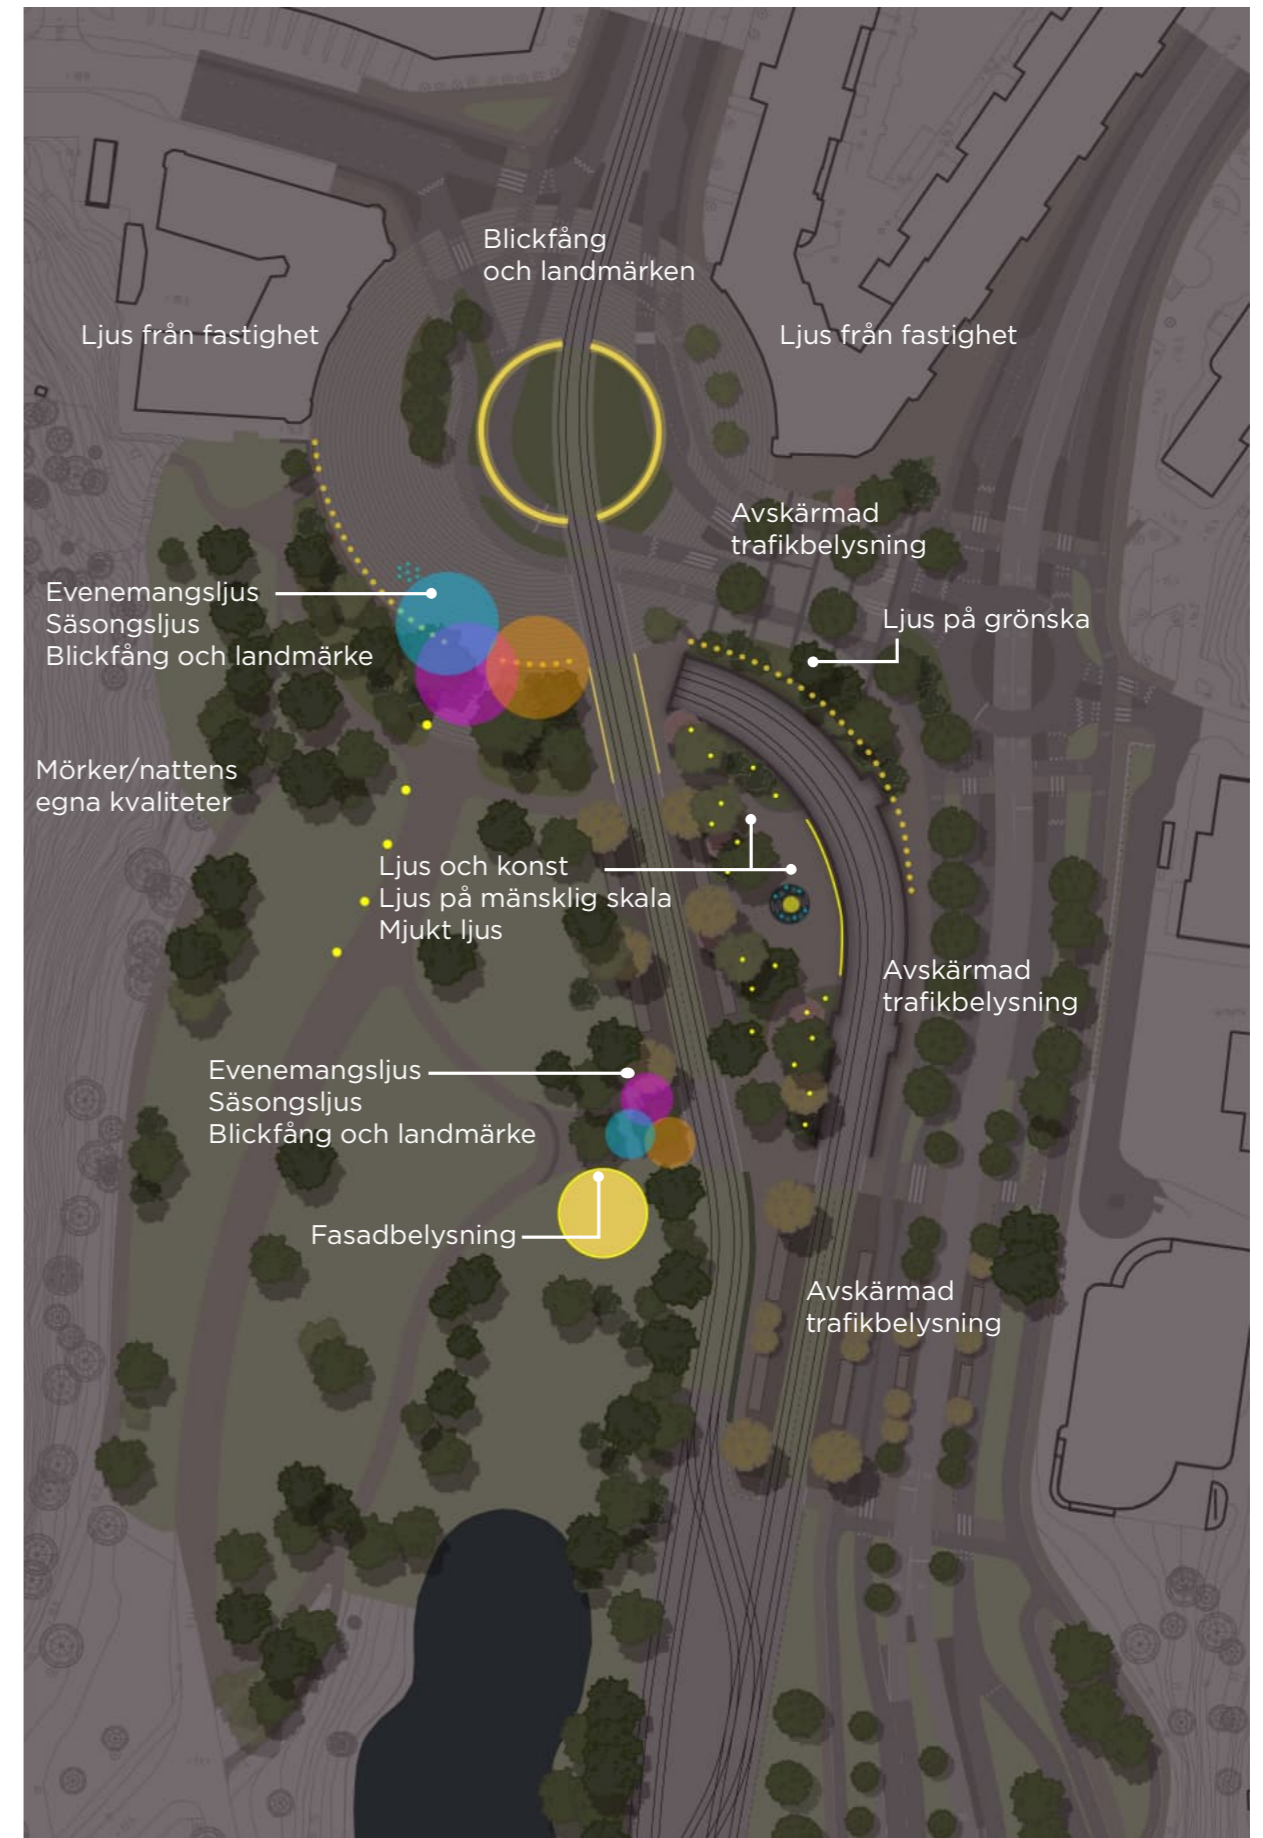 Blickfång
och landmärken
Ljus från fastighet
Ljus från fastighet
Avskärmad
trafikbelysning
Evenemangsljus
Säsongsljus
Blickfång och landmärke
Ljus på grönska
Mörker/nattens
egna kvaliteter
Ljus och konst
Ljus på mänsklig skala
Mjukt ljus
Avskärmad
trafikbelysning
Evenemangsljus
Säsongsljus
Blickfång och landmärke
Fasadbelysning
Avskärmad
trafikbelysning